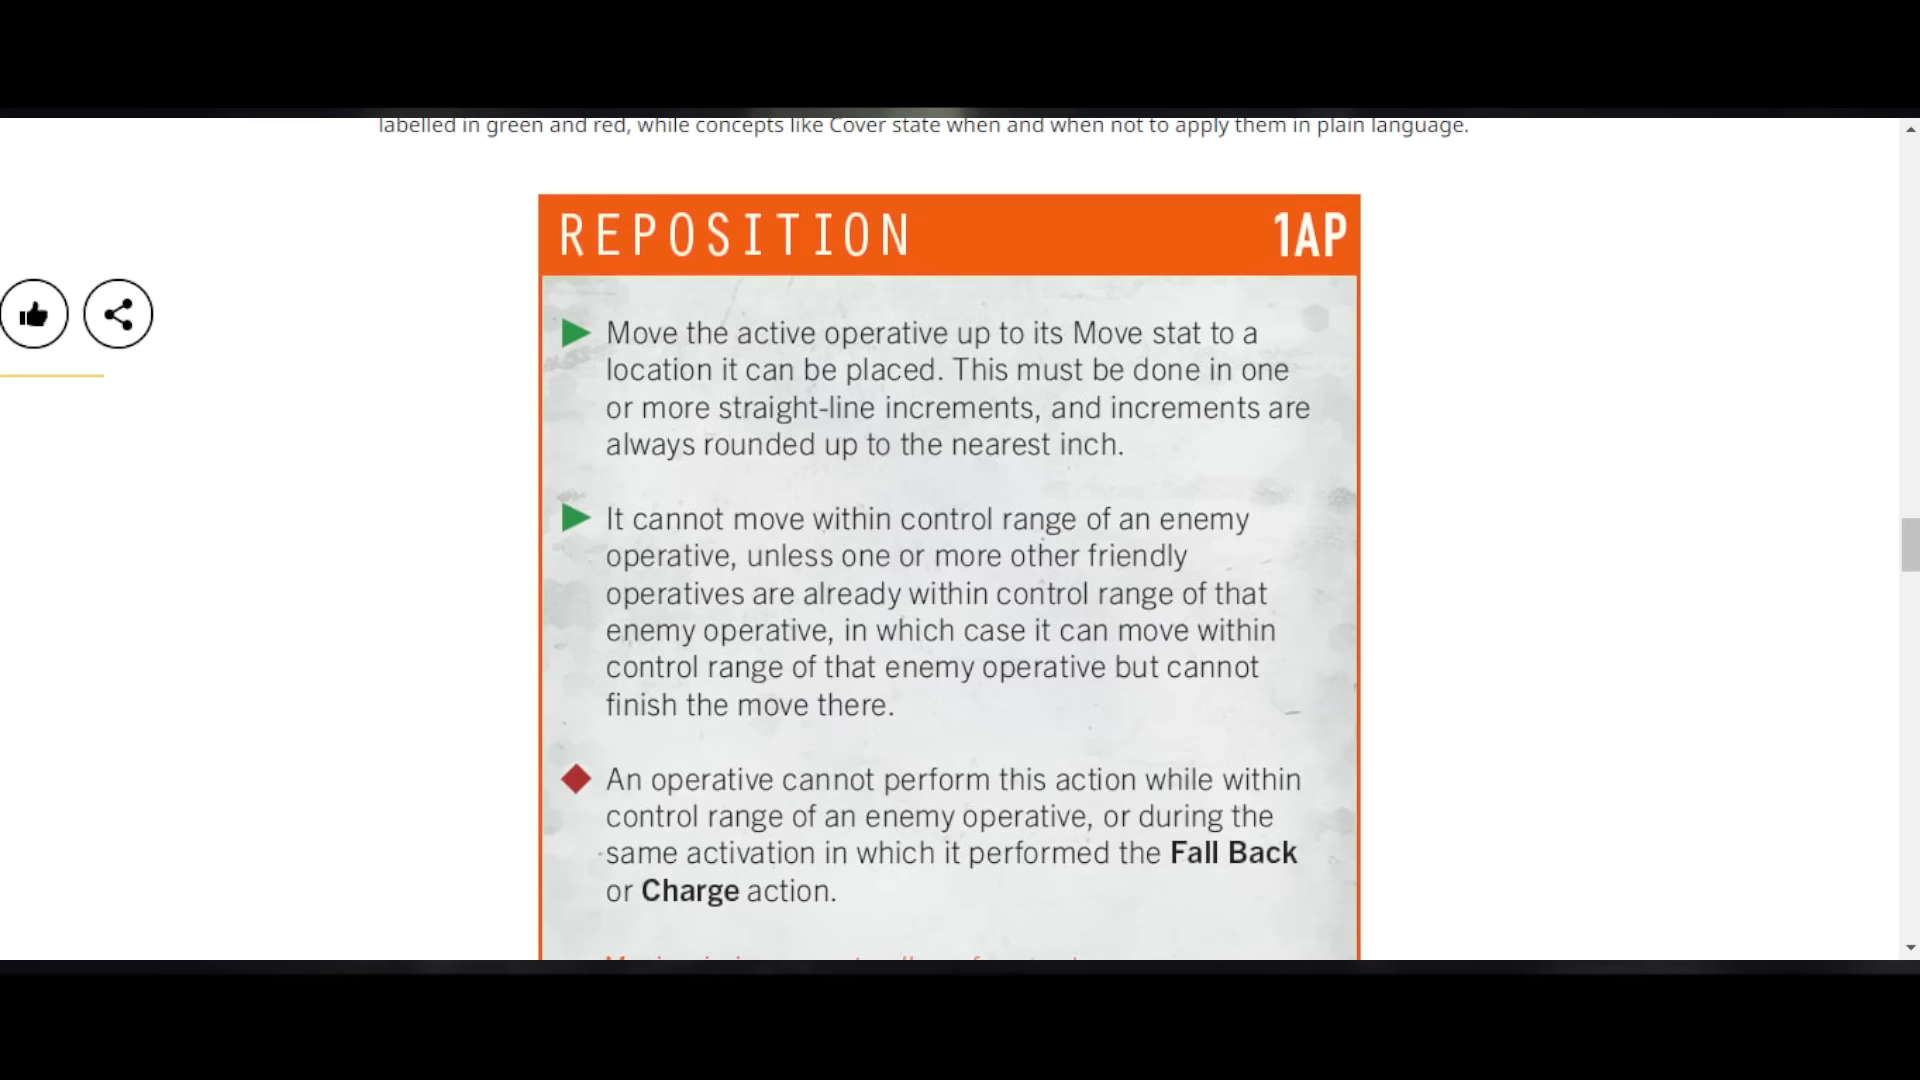 labelled in green and red, while concepts like Cover state when and when not to apply them in plain language.
REPOSITION 1AP
Move the active operative up to its Move stat to a
location it can be placed. This must be done in one
or more straight-line increments, and increments are
always rounded up to the nearest inch.
It cannot move within control range of an enemy
operative, unless one or more other friendly
operatives are already within control range of that
enemy operative, in which case it can move within
control range of that enemy operative but cannot
finish the move there.
An operative cannot perform this action while within
control range of an enemy operative, or during the
same activation in which it performed the Fall Back
or Charge action.